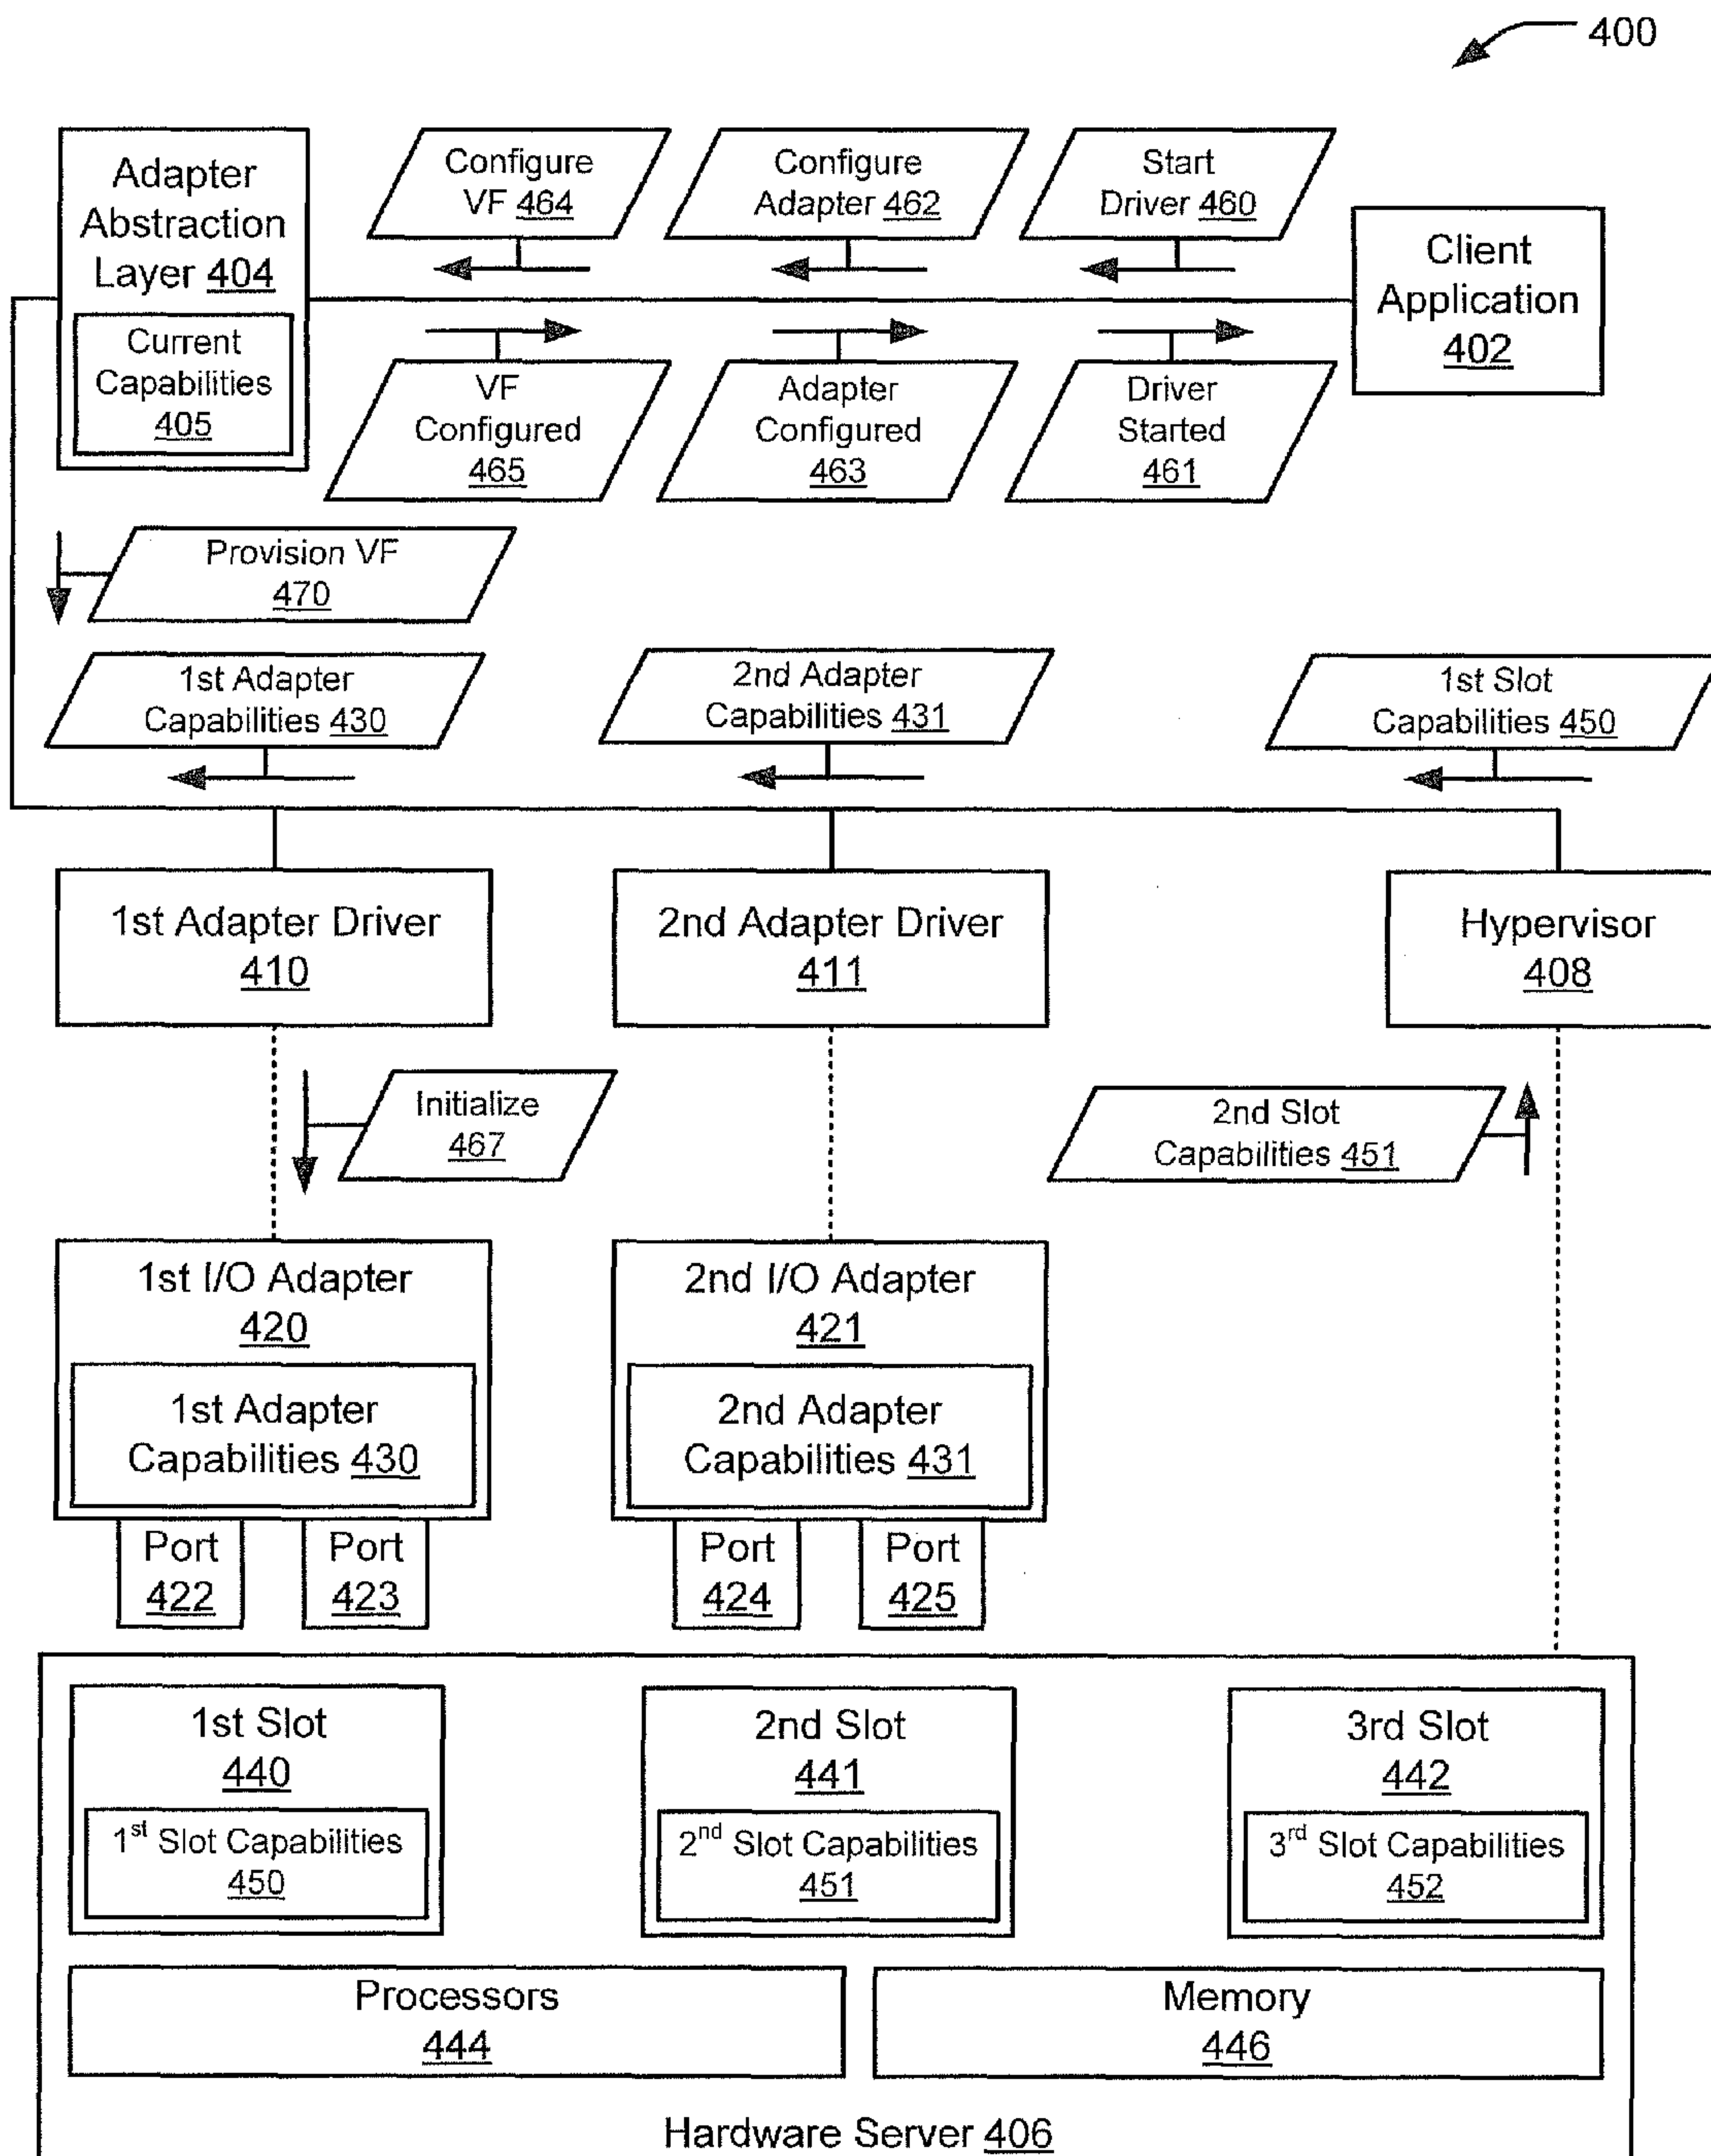 400
Adapter
Abstraction
Layer 404
Current
Capabilities
405
Configure
VF 464
Configure
Adapter 462
Start
Driver 460
Client
Application
402
VF
Configured
465
Adapter
Configured
463
Driver
Started
461
Provision VF
470
1st Adapter
Capabilities 430
2nd Adapter
Capabilities 431
1st Slot
Capabilities 450
1st Adapter Driver
410
2nd Adapter Driver
411
Hypervisor
408
Initialize
467
2nd Slot
Capabilities 451
1st I/O Adapter
420
1st Adapter
Capabilities 430
2nd I/O Adapter
421
2nd Adapter
Capabilities 431
Port
422
Port
423
Port
424
Port
425
1st Slot
440
1st Slot Capabilities
450
2nd Slot
441
2nd Slot Capabilities
451
3rd Slot
442
3rd Slot Capabilities
452
Processors
444
Memory
446
Hardware Server 406